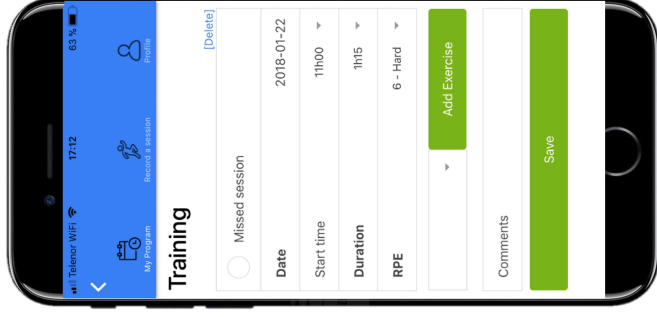 Telenor WiFi 17:12 63 %
My Program Record a session Profile
Training
[Delete]
Missed session
Date 2018-01-22
Start time 11h00
Duration 1h15
RPE 6 - Hard
Add Exercise
Comments
Save